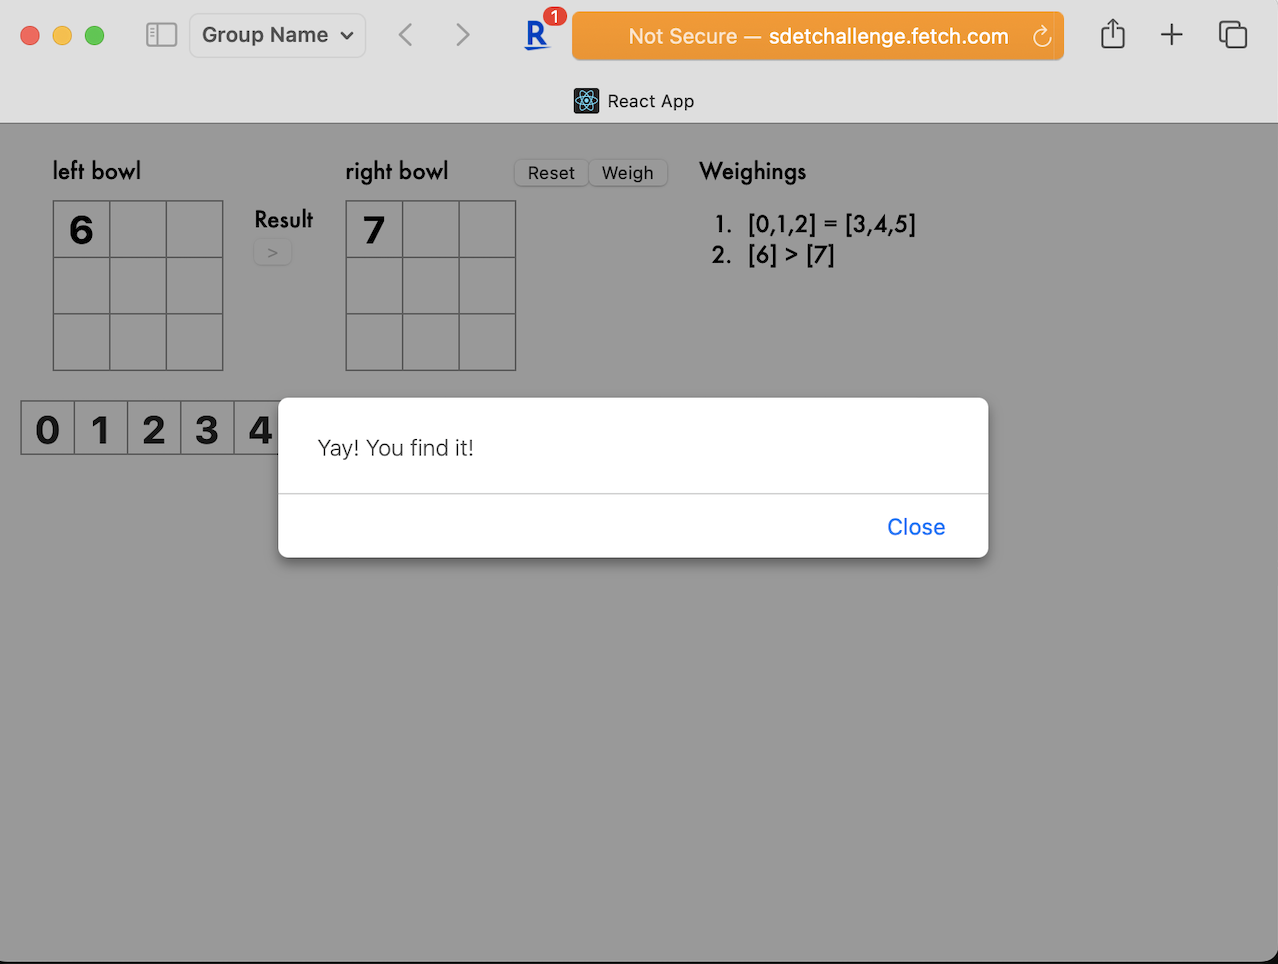 Group Name
R 1
Not Secure — sdetchallenge.fetch.com
React App
left bowl
right bowl
Reset
Weigh
Weighings
6
Result
>
7
1. [0,1,2] = [3,4,5]
2. [6] > [7]
0 1 2 3 4
Yay! You find it!
Close